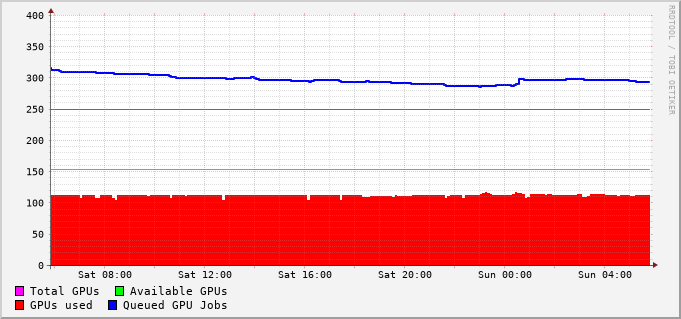 400
350
300
250
200
150
100
50
0
Sat 08:00 Sat 12:00 Sat 16:00 Sat 20:00 Sun 00:00 Sun 04:00
Total GPUs Available GPUs
GPUs used Queued GPU Jobs
RRDTOOL / TOBI OETIKER